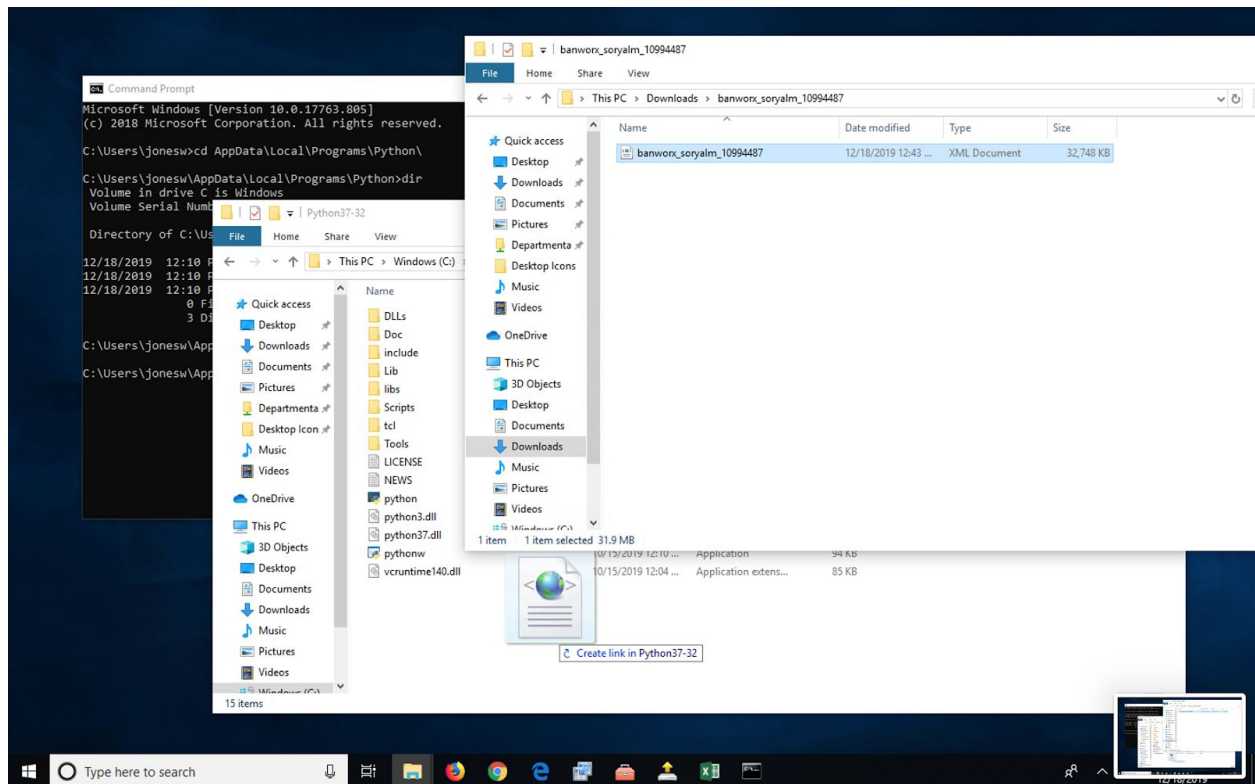 Command Prompt
Microsoft Windows [Version 10.0.17763.805]
(c) 2018 Microsoft Corporation. All rights reserved.
C:\Users\jonesw>cd AppData\Local\Programs\Python\
C:\Users\jonesw\AppData\Local\Programs\Python>dir
Volume in drive C is Windows
Volume Serial Numb
Directory of C:\Us
12/18/2019 12:10 P
12/18/2019 12:10 P
12/18/2019 12:10 P
0 Fi
3 Di
C:\Users\jonesw\App
C:\Users\jonesw\App
Python37-32
File Home Share View
This PC > Windows (C:)
Name
Quick access
Desktop
Downloads
Documents
Pictures
Departmenta
Desktop Icon
Music
Videos
OneDrive
This PC
3D Objects
Desktop
Documents
Downloads
Music
Pictures
Videos
Windows (C:)
DLLs
Doc
include
Lib
libs
Scripts
tcl
Tools
LICENSE
NEWS
python
python3.dll
python37.dll
pythonw
vcruntime140.dll
10/15/2019 12:10 ... Application 94 KB
10/15/2019 12:04 ... Application extens... 85 KB
Create link in Python37-32
15 items
banworx_soryalm_10994487
File Home Share View
This PC > Downloads > banworx_soryalm_10994487
Name Date modified Type Size
banworx_soryalm_10994487 12/18/2019 12:43 ... XML Document 32,748 KB
Quick access
Desktop
Downloads
Documents
Pictures
Departmenta
Desktop Icons
Music
Videos
OneDrive
This PC
3D Objects
Desktop
Documents
Downloads
Music
Pictures
Videos
Windows (C:)
1 item 1 item selected 31.9 MB
Type here to search
12/18/2019